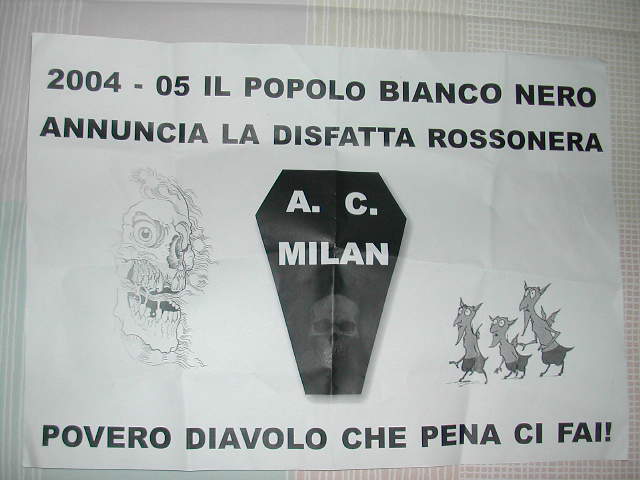 2004 - 05 IL POPOLO BIANCO NERO
ANNUNCIA LA DISFATTA ROSSONERA
A. C.
MILAN
POVERO DIAVOLO CHE PENA CI FAI!